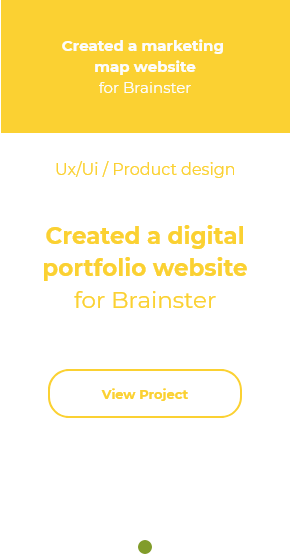 Created a marketing
map website
for Brainster
Ux/Ui / Product design
Created a digital
portfolio website
for Brainster
View Project